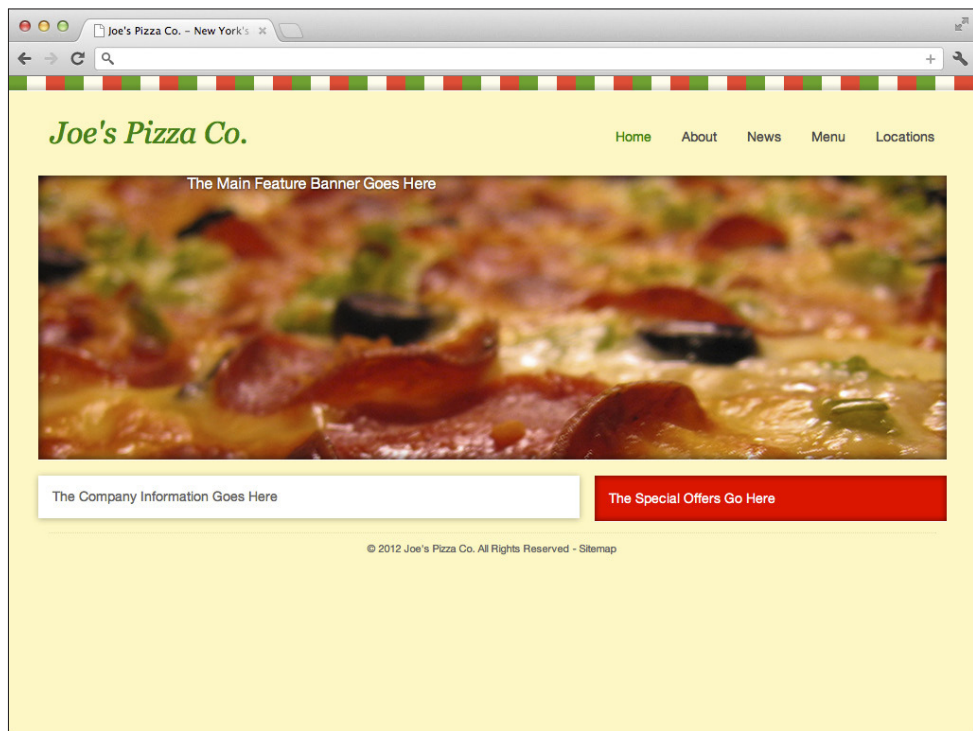 Joe's Pizza Co. – New York's
Joe's Pizza Co.
Home About News Menu Locations
The Main Feature Banner Goes Here
The Company Information Goes Here
The Special Offers Go Here
© 2012 Joe's Pizza Co. All Rights Reserved - Sitemap